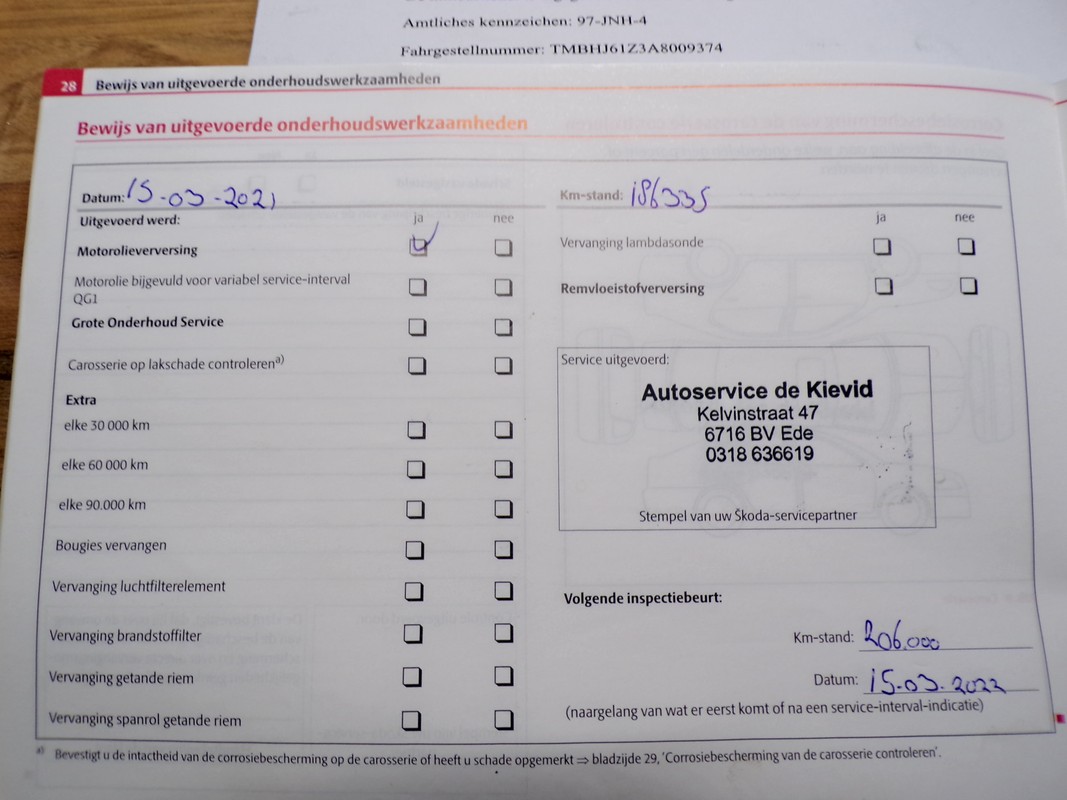 Amtliches kennzeichen: 97-JNH-4
Fahrgestellnummer: TMBHJ61Z3A8009374
28 Bewijs van uitgevoerde onderhoudswerkzaamheden
Bewijs van uitgevoerde onderhoudswerkzaamheden
Datum: 15-03-2021
Km-stand: 186335
Uitgevoerd werd: ja nee
ja nee
Motorolieverversing
Vervanging lambdasonde
Motorolie bijgevuld voor variabel service-interval
QG1
Remvloeistofverversing
Grote Onderhoud Service
Carosserie op lakschade controleren a)
Extra
elke 30 000 km
elke 60 000 km
elke 90.000 km
Bougies vervangen
Vervanging luchtfilterelement
Vervanging brandstoffilter
Vervanging getande riem
Vervanging spanrol getande riem
Service uitgevoerd:
Autoservice de Kievid
Kelvinstraat 47
6716 BV Ede
0318 636619
Stempel van uw Škoda-servicepartner
Volgende inspectiebeurt:
Km-stand: 206.000
Datum: 15-03-2022
(naargelang van wat er eerst komt of na een service-interval-indicatie)
a) Bevestigt u de intactheid van de corrosiebescherming op de carosserie of heeft u schade opgemerkt ⇒ bladzijde 29, 'Corrosiebescherming van de carosserie controleren'.